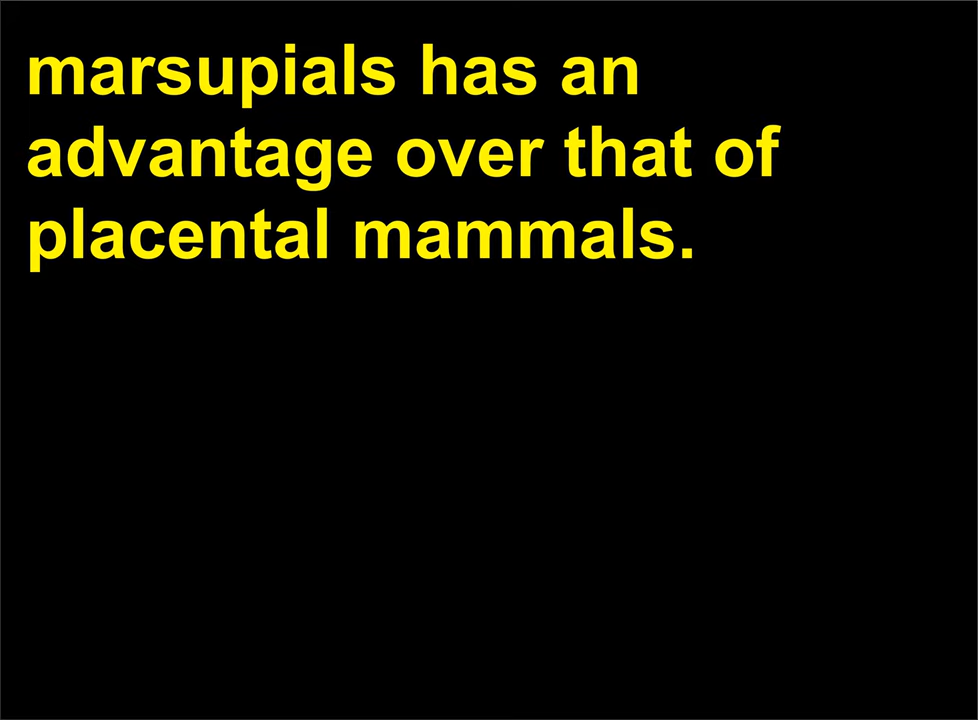 marsupials has an
advantage over that of
placental mammals.